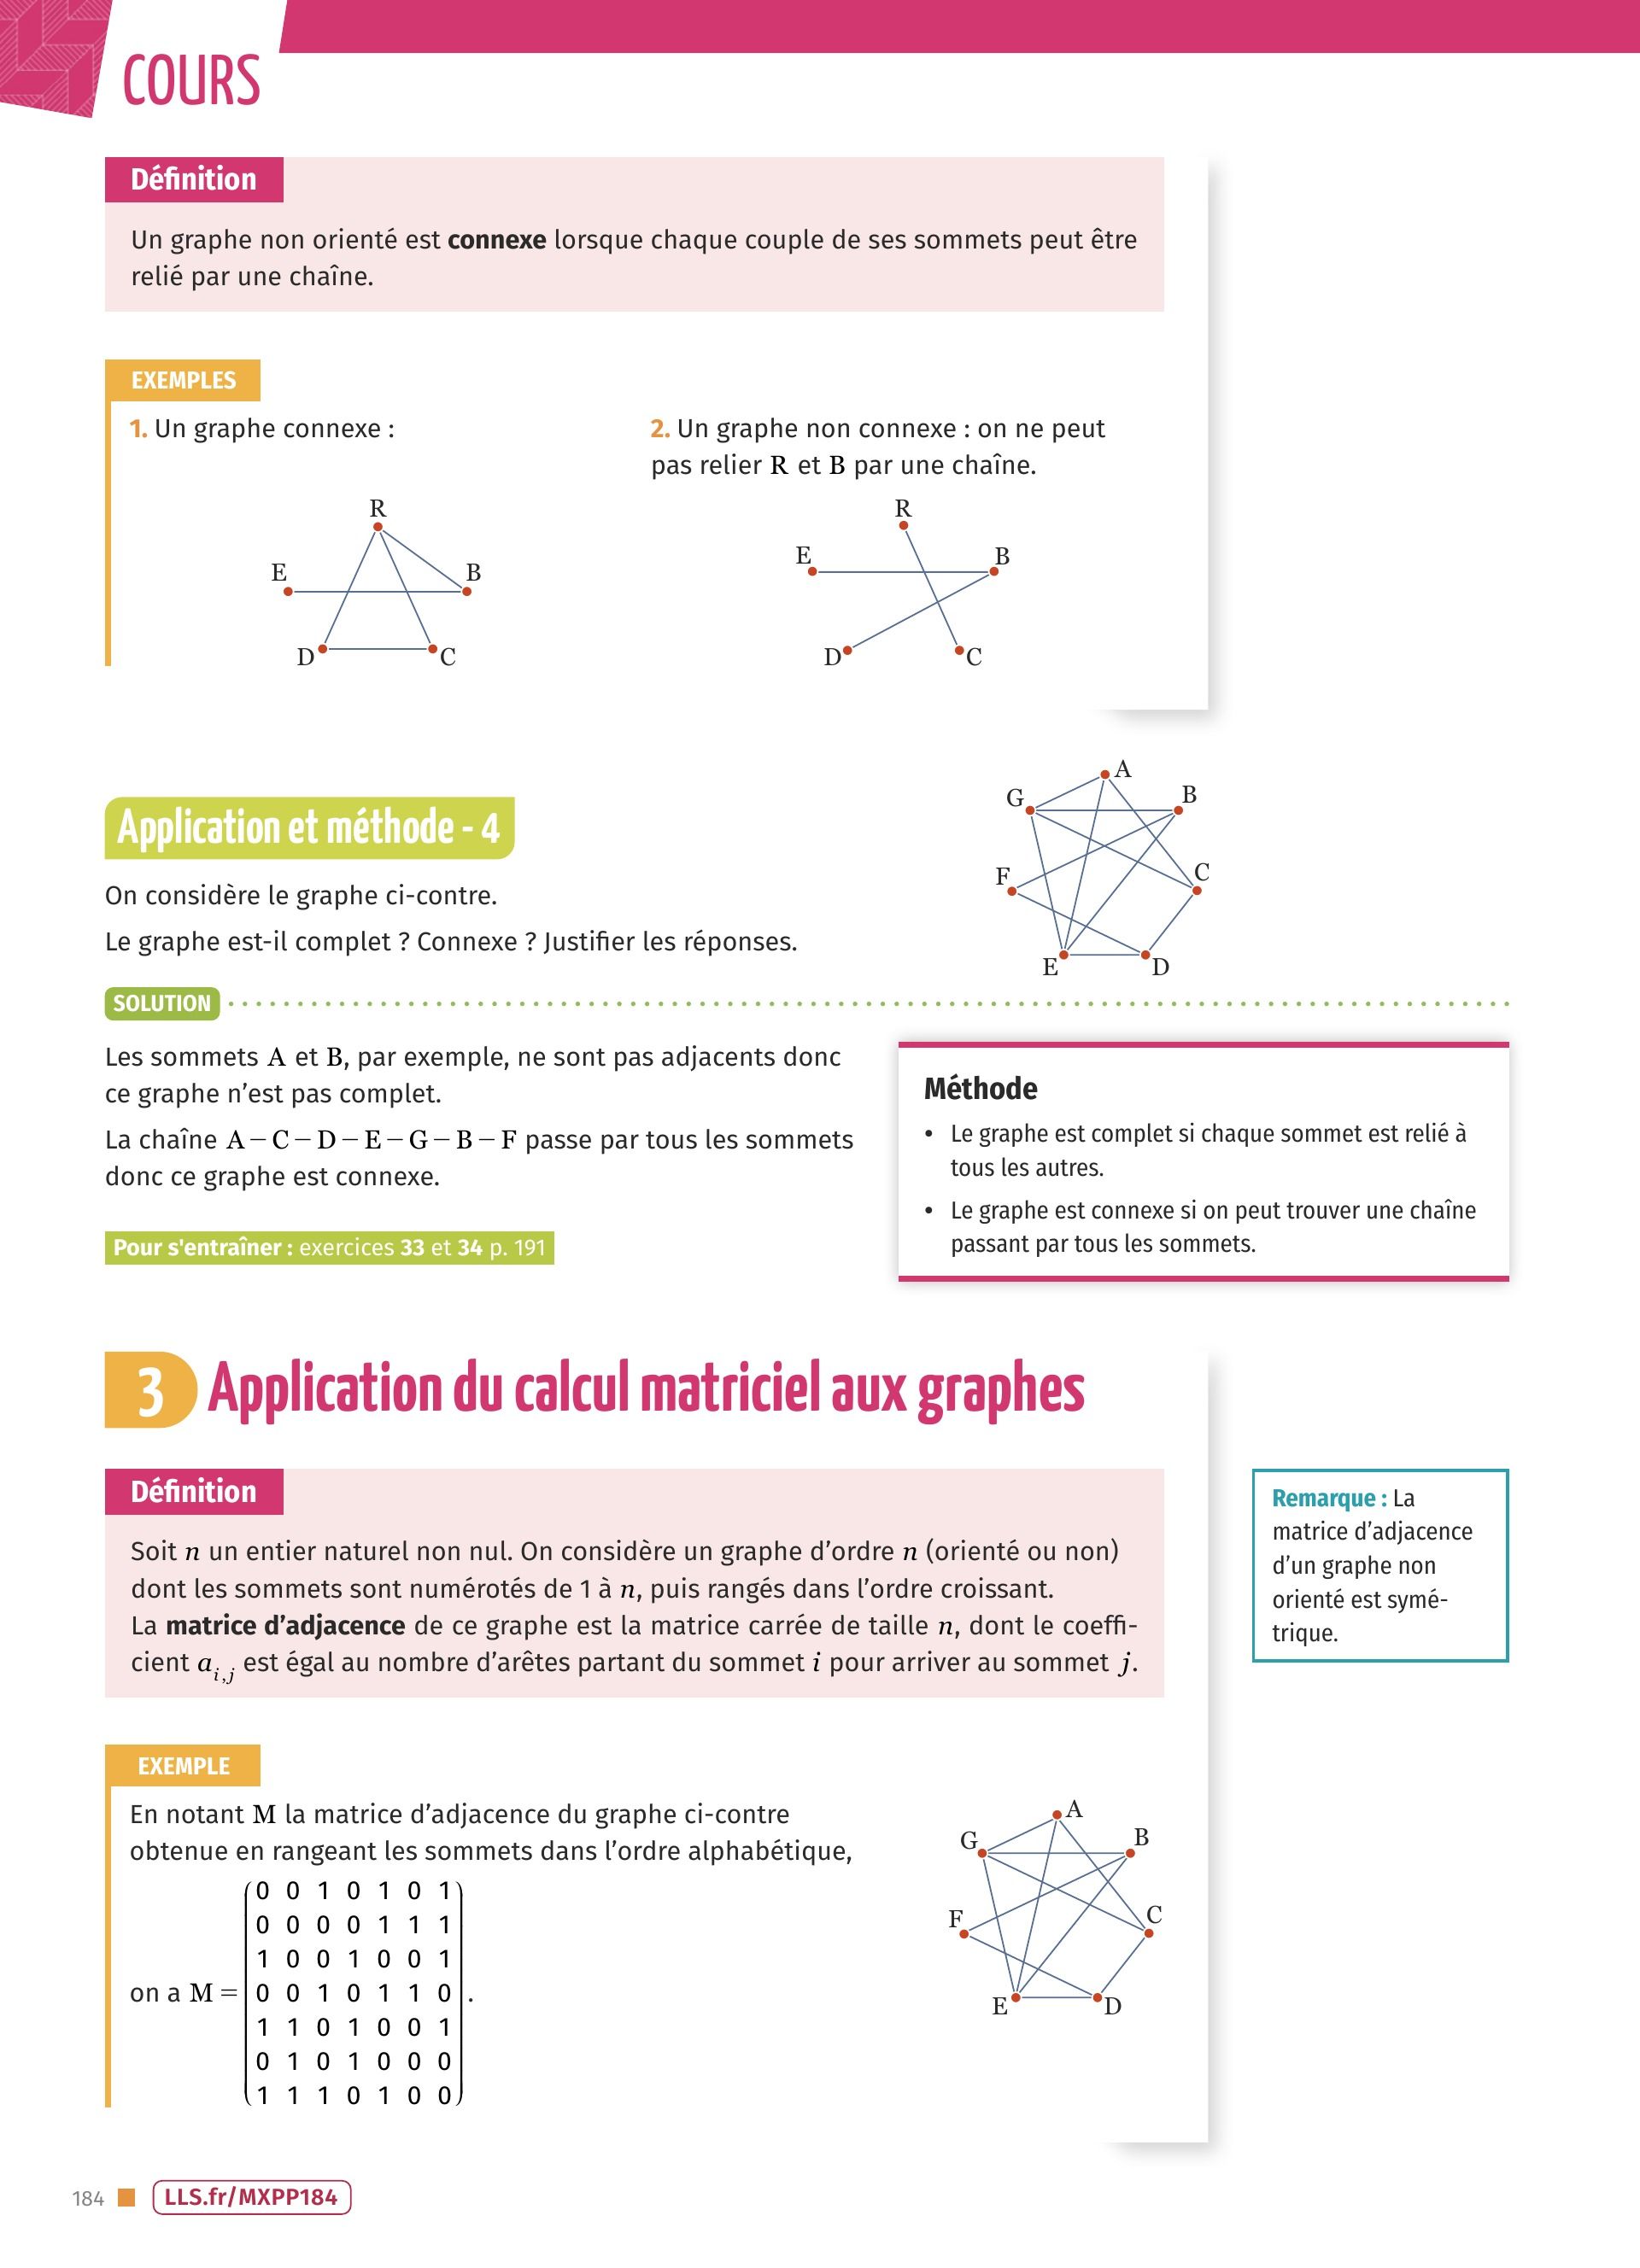 COURS
Définition
Un graphe non orienté est connexe lorsque chaque couple de ses sommets peut être
relié par une chaîne.
EXEMPLES
1. Un graphe connexe :
2. Un graphe non connexe : on ne peut
pas relier R et B par une chaîne.
R
E
B
D
C
R
E
B
D
C
Application et méthode - 4
On considère le graphe ci-contre.
Le graphe est-il complet ? Connexe ? Justifier les réponses.
A
G
B
F
C
E
D
SOLUTION
Les sommets A et B, par exemple, ne sont pas adjacents donc
ce graphe n'est pas complet.
La chaîne A – C – D – E – G – B – F passe par tous les sommets
donc ce graphe est connexe.
Pour s'entraîner : exercices 33 et 34 p. 191
Méthode
• Le graphe est complet si chaque sommet est relié à
tous les autres.
• Le graphe est connexe si on peut trouver une chaîne
passant par tous les sommets.
3 Application du calcul matriciel aux graphes
Définition
Soit n un entier naturel non nul. On considère un graphe d'ordre n (orienté ou non)
dont les sommets sont numérotés de 1 à n, puis rangés dans l'ordre croissant.
La matrice d'adjacence de ce graphe est la matrice carrée de taille n, dont le coeffi-
cient a i,j est égal au nombre d'arêtes partant du sommet i pour arriver au sommet j.
Remarque : La
matrice d'adjacence
d'un graphe non
orienté est symé-
trique.
EXEMPLE
En notant M la matrice d'adjacence du graphe ci-contre
obtenue en rangeant les sommets dans l'ordre alphabétique,
0 0 1 0 1 0 1
0 0 0 0 1 1 1
1 0 0 1 0 0 1
on a M = 0 0 1 0 1 1 0 .
1 1 0 1 0 0 1
0 1 0 1 0 0 0
1 1 1 0 1 0 0
A
G
B
F
C
E
D
184
LLS.fr/MXPP184